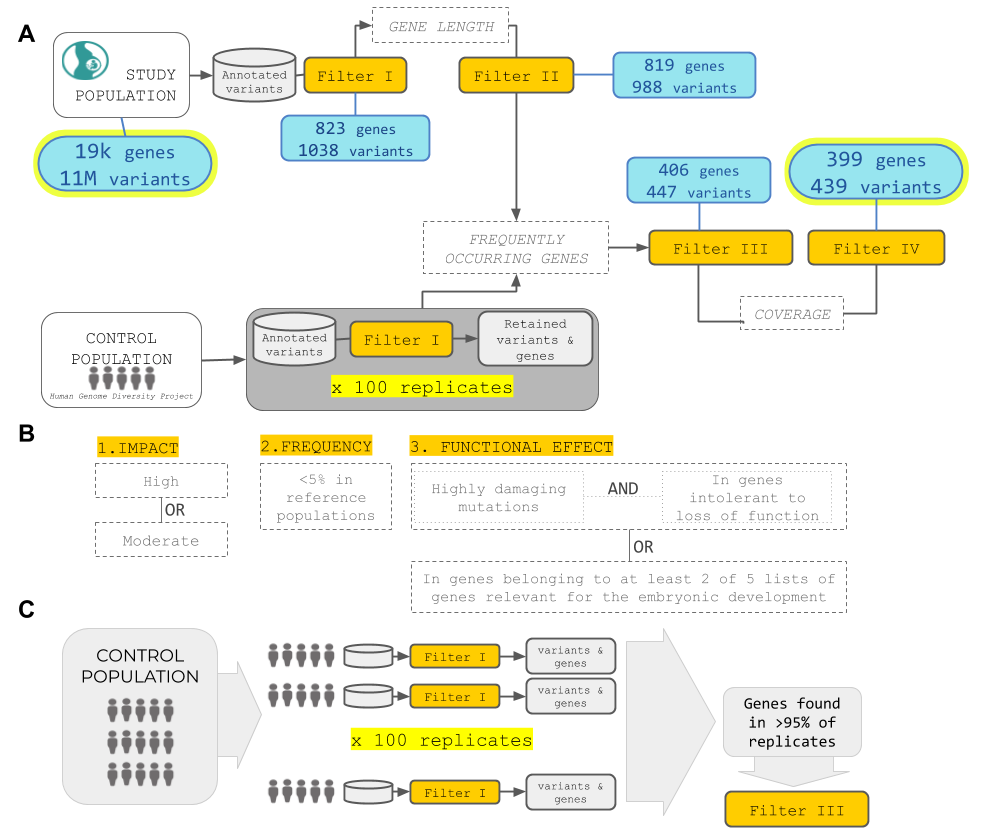 A
STUDY
POPULATION
19k genes
11M variants
Annotated
variants
Filter I
823 genes
1038 variants
GENE LENGTH
Filter II
819 genes
988 variants
FREQUENTLY
OCCURRING GENES
406 genes
447 variants
Filter III
399 genes
439 variants
Filter IV
COVERAGE
CONTROL
POPULATION
Human Genome Diversity Project
Annotated
variants
Filter I
Retained
variants &
genes
x 100 replicates
B
1.IMPACT
High
OR
Moderate
2.FREQUENCY
<5% in
reference
populations
3. FUNCTIONAL EFFECT
Highly damaging
mutations
AND
In genes
intolerant to
loss of function
OR
In genes belonging to at least 2 of 5 lists of
genes relevant for the embryonic development
C
CONTROL
POPULATION
Filter I
variants &
genes
Filter I
variants &
genes
x 100 replicates
Filter I
variants &
genes
Genes found
in >95% of
replicates
Filter III